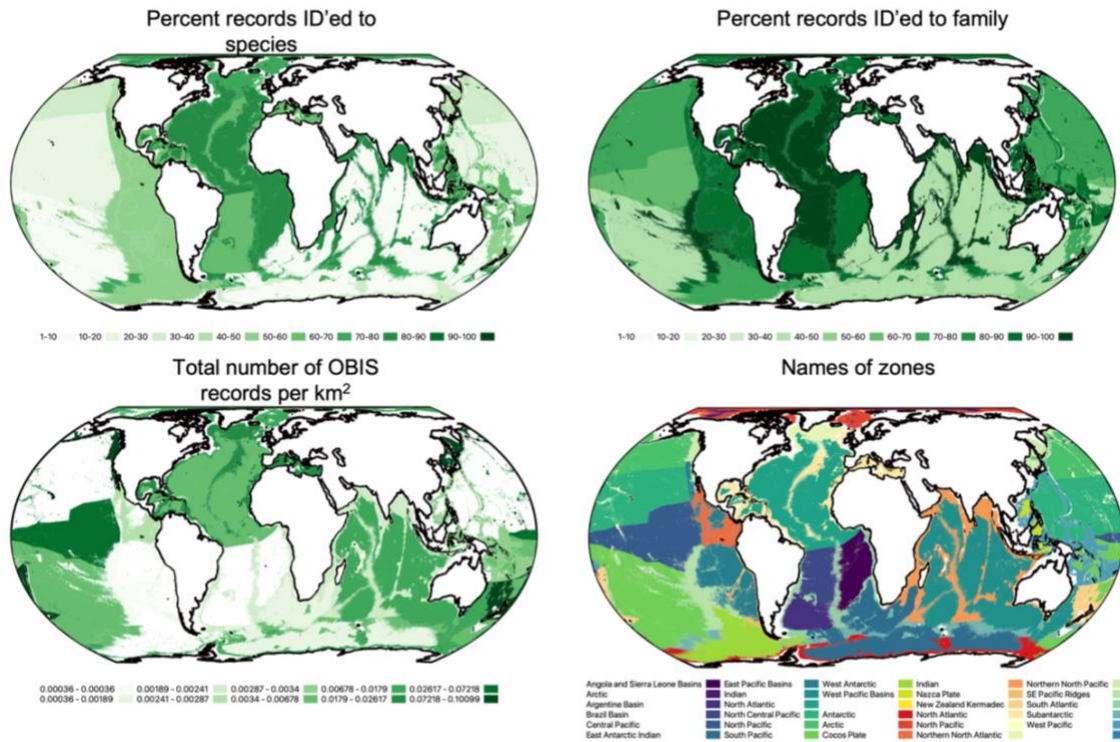 Percent records ID'ed to
species
Percent records ID'ed to family
1-10 10-20 20-30 30-40 40-50 50-60 60-70 70-80 80-90 90-100
1-10 10-20 20-30 30-40 40-50 50-60 60-70 70-80 80-90 90-100
Total number of OBIS
records per km²
Names of zones
0.00036 - 0.00036 0.00189 - 0.00241 0.00287 - 0.0034 0.00678 - 0.0179 0.02617 - 0.07218
0.00036 - 0.00189 0.00241 - 0.00287 0.0034 - 0.00678 0.0179 - 0.02617 0.07218 - 0.10099
Angola and Sierra Leone Basins East Pacific Basins West Antarctic Indian Northern North Pacific
Arctic Indian West Pacific Basins Nazca Plate SE Pacific Ridges
Argentine Basin North Atlantic New Zealand Kermadec South Atlantic
Brazil Basin North Central Pacific Antarctic North Atlantic Subantarctic
Central Pacific North Pacific Arctic North Pacific West Pacific
East Antarctic Indian South Pacific Cocos Plate Northern North Atlantic